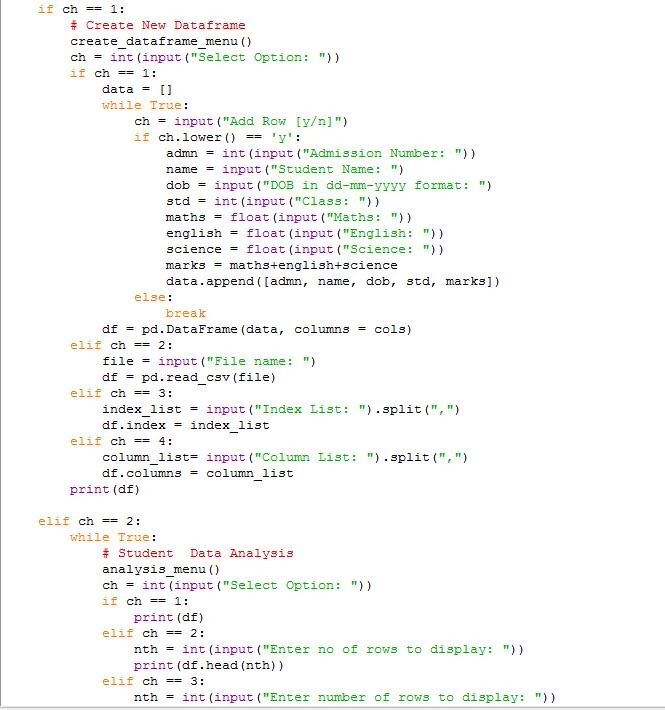 if ch == 1:
    # Create New Dataframe
    create_dataframe_menu()
    ch = int(input("Select Option: "))
    if ch == 1:
        data = []
        while True:
            ch = input("Add Row [y/n]")
            if ch.lower() == 'y':
                admn = int(input("Admission Number: "))
                name = input("Student Name: ")
                dob = input("DOB in dd-mm-yyyy format: ")
                std = int(input("Class: "))
                maths = float(input("Maths: "))
                english = float(input("English: "))
                science = float(input("Science: "))
                marks = maths+english+science
                data.append([admn, name, dob, std, marks])
            else:
                break
        df = pd.DataFrame(data, columns = cols)
    elif ch == 2:
        file = input("File name: ")
        df = pd.read_csv(file)
    elif ch == 3:
        index_list = input("Index List: ").split(",")
        df.index = index_list
    elif ch == 4:
        column_list= input("Column List: ").split(",")
        df.columns = column_list
    print(df)

elif ch == 2:
    while True:
        # Student  Data Analysis
        analysis_menu()
        ch = int(input("Select Option: "))
        if ch == 1:
            print(df)
        elif ch == 2:
            nth = int(input("Enter no of rows to display: "))
            print(df.head(nth))
        elif ch == 3:
            nth = int(input("Enter number of rows to display: "))